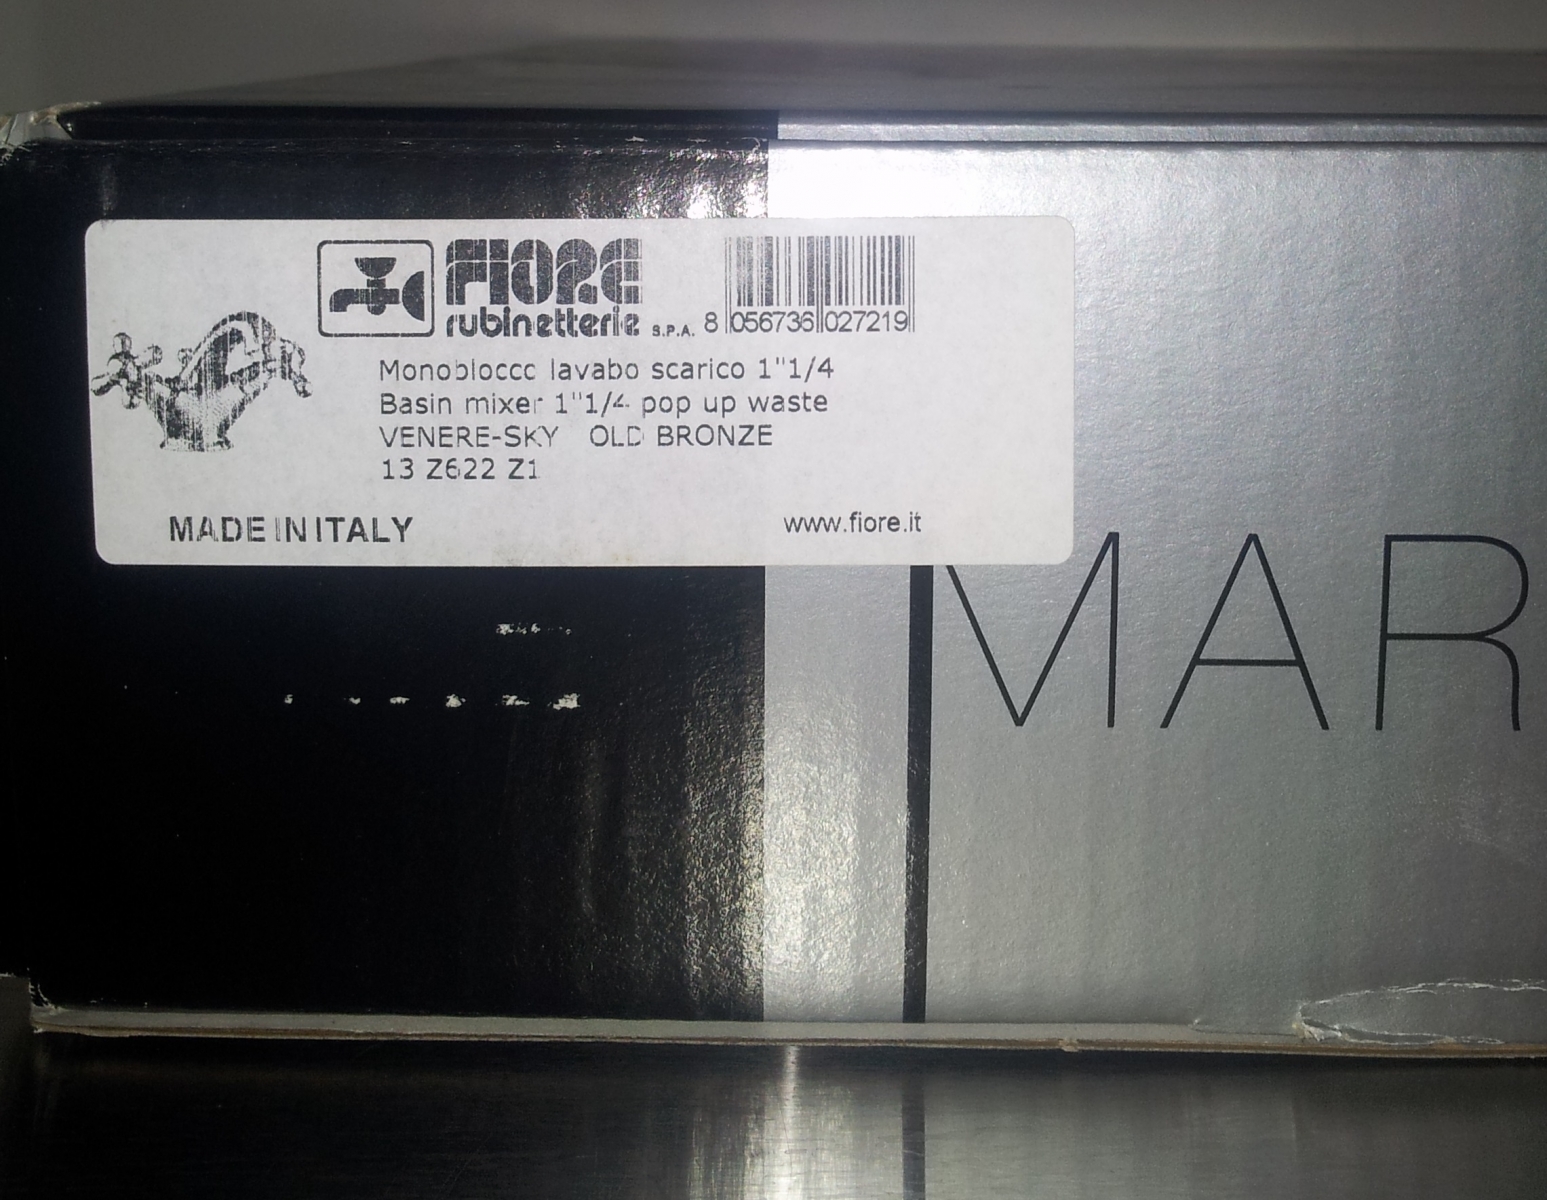 FIORE
rubinetterie S.P.A.
8 056736 027219
Monoblocco lavabo scarico 1"1/4
Basin mixer 1"1/4 pop up waste
VENERE-SKY OLD BRONZE
13 Z622 Z1
MADE IN ITALY
www.fiore.it
MAR